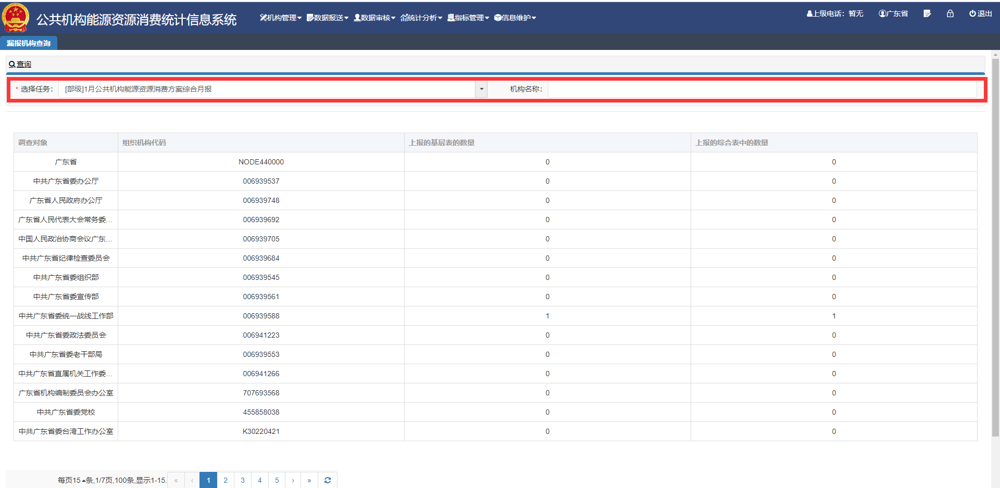 公共机构能源资源消费统计信息系统 机构管理 数据报送 数据审核 统计分析 指标管理 信息维护 上级电话：暂无 广东省 退出
漏报机构查询
查询
* 选择任务： [部级]1月公共机构能源资源消费方案综合月报 机构名称：
调查对象 组织机构代码 上报的基层表的数量 上报的综合表中的数量
广东省 NODE440000 0 0
中共广东省委办公厅 006939537 0 0
广东省人民政府办公厅 006939748 0 0
广东省人民代表大会常务委... 006939692 0 0
中国人民政治协商会议广东... 006939705 0 0
中共广东省纪律检查委员会 006939684 0 0
中共广东省委组织部 006939545 0 0
中共广东省委宣传部 006939561 0 0
中共广东省委统一战线工作部 006939588 1 1
中共广东省委政法委员会 006941223 0 0
中共广东省委老干部局 006939553 0 0
中共广东省直属机关工作委... 006941266 0 0
广东省机构编制委员会办公室 707693568 0 0
中共广东省委党校 455858038 0 0
中共广东省委台湾工作办公室 K30220421 0 0
每页15条,1/7页,100条,显示1-15. « ‹ 1 2 3 4 5 › »